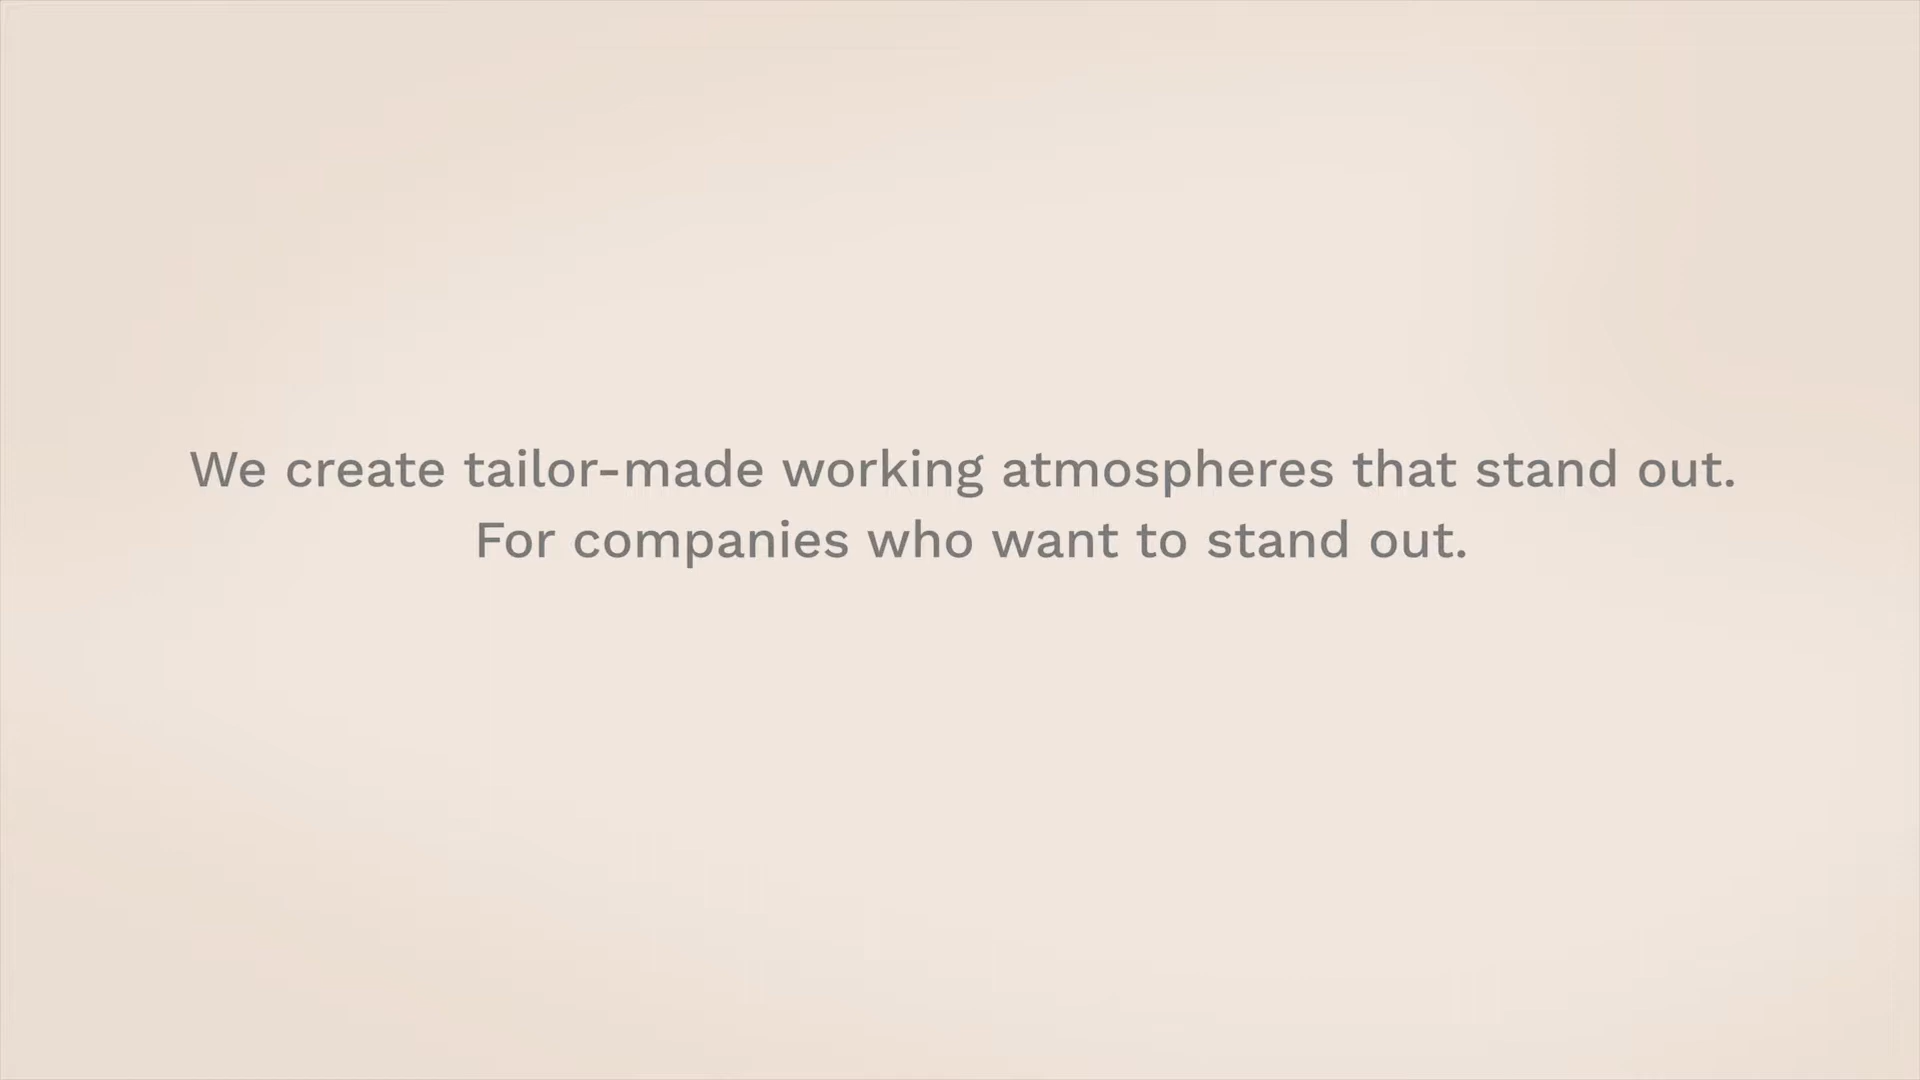 We create tailor-made working atmospheres that stand out.
For companies who want to stand out.